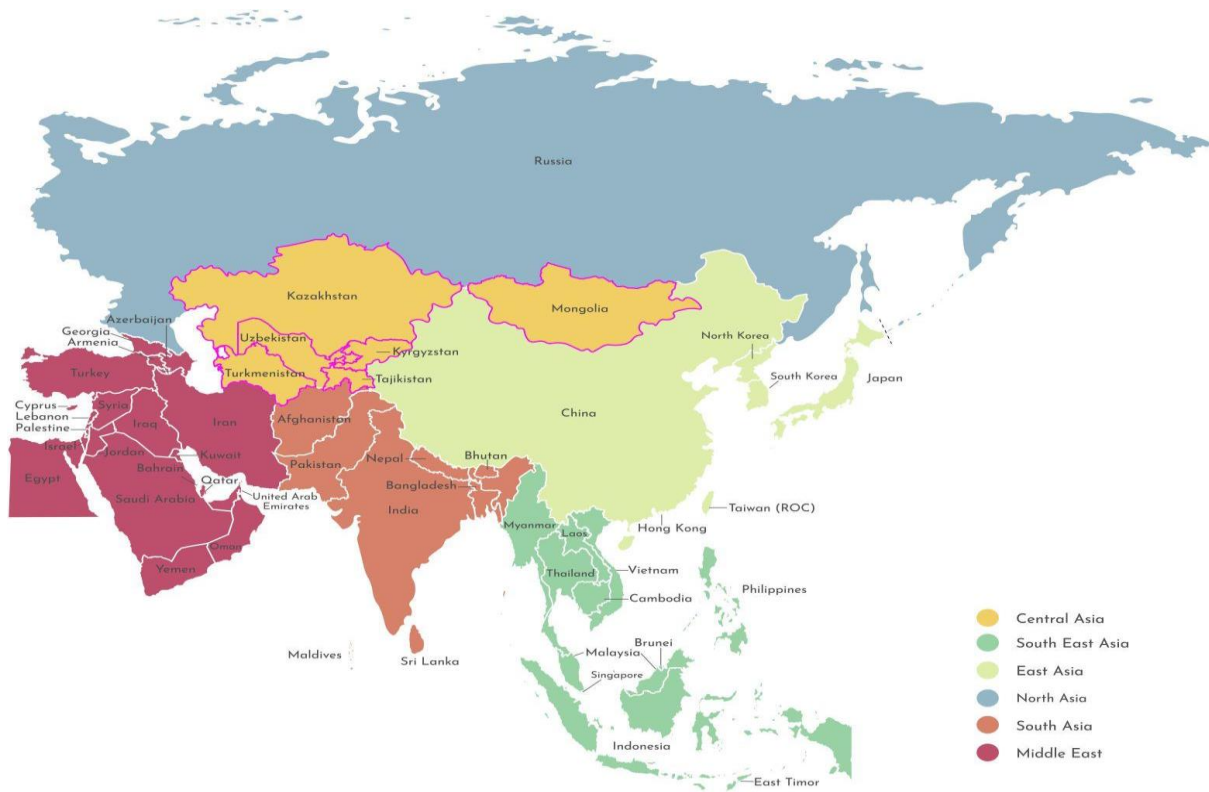 Russia
Kazakhstan
Mongolia
Azerbaijan
Georgia
Armenia
Uzbekistan
North Korea
Kyrgyzstan
Turkey
Turkmenistan
Tajikistan
South Korea
Japan
Cyprus
Syria
Lebanon
Palestine
Iraq
Iran
Afghanistan
China
Israel
Jordan
Kuwait
Pakistan
Nepal
Bhutan
Egypt
Bahrain
Qatar
Bangladesh
Saudi Arabia
United Arab
Emirates
India
Taiwan (ROC)
Myanmar
Hong Kong
Laos
Oman
Yemen
Thailand
Vietnam
Cambodia
Philippines
Maldives
Sri Lanka
Brunei
Malaysia
Singapore
Indonesia
East Timor
Central Asia
South East Asia
East Asia
North Asia
South Asia
Middle East